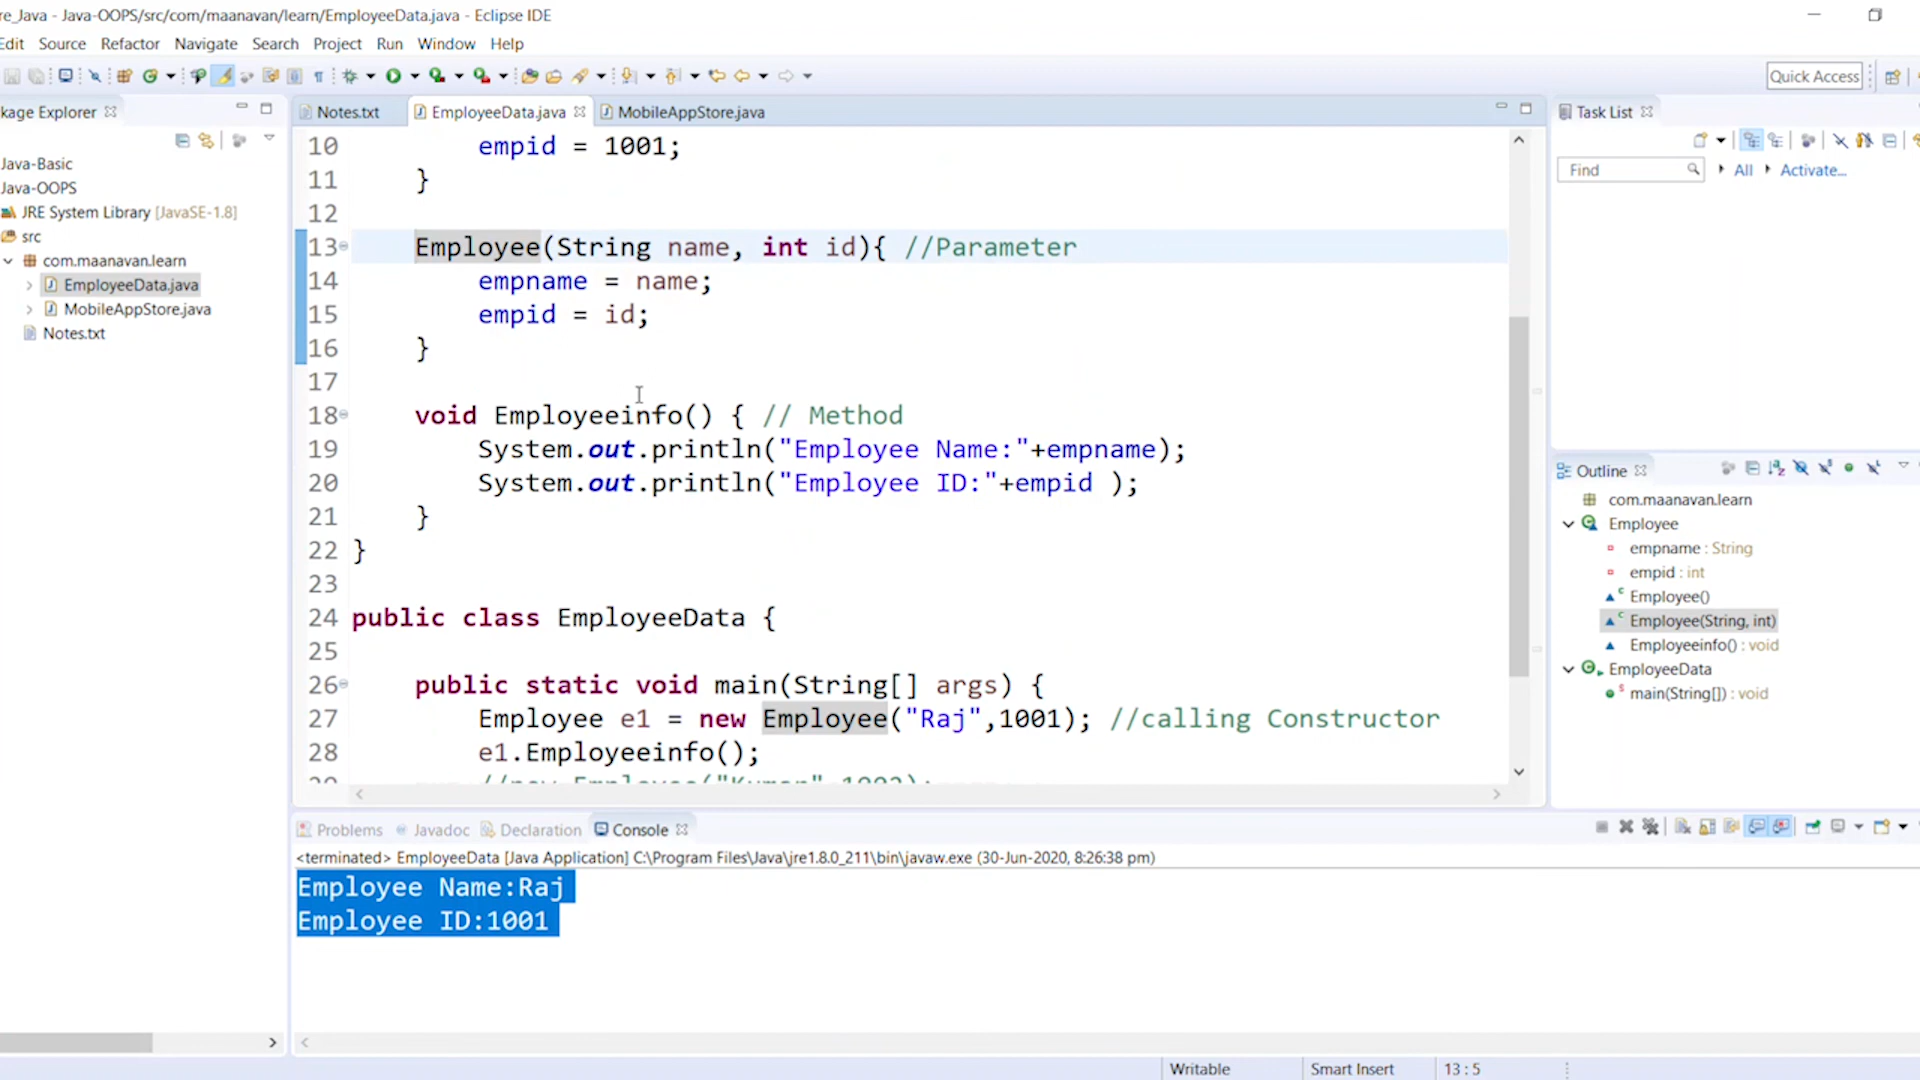 re_Java - Java-OOPS/src/com/maanavan/learn/EmployeeData.java - Eclipse IDE
Edit Source Refactor Navigate Search Project Run Window Help
Quick Access
kage Explorer
Java-Basic
Java-OOPS
JRE System Library [JavaSE-1.8]
src
com.maanavan.learn
EmployeeData.java
MobileAppStore.java
Notes.txt
Notes.txt EmployeeData.java MobileAppStore.java
10 empid = 1001;
11 }
12
13 Employee(String name, int id){ //Parameter
14 empname = name;
15 empid = id;
16 }
17
18 void Employeeinfo() { // Method
19 System.out.println("Employee Name:"+empname);
20 System.out.println("Employee ID:"+empid );
21 }
22 }
23
24 public class EmployeeData {
25
26 public static void main(String[] args) {
27 Employee e1 = new Employee("Raj",1001); //calling Constructor
28 e1.Employeeinfo();
Task List
Find All Activate...
Outline
com.maanavan.learn
Employee
empname : String
empid : int
Employee()
Employee(String, int)
Employeeinfo() : void
EmployeeData
main(String[]) : void
Problems Javadoc Declaration Console
<terminated> EmployeeData [Java Application] C:\Program Files\Java\jre1.8.0_211\bin\javaw.exe (30-Jun-2020, 8:26:38 pm)
Employee Name:Raj
Employee ID:1001
Writable Smart Insert 13 : 5